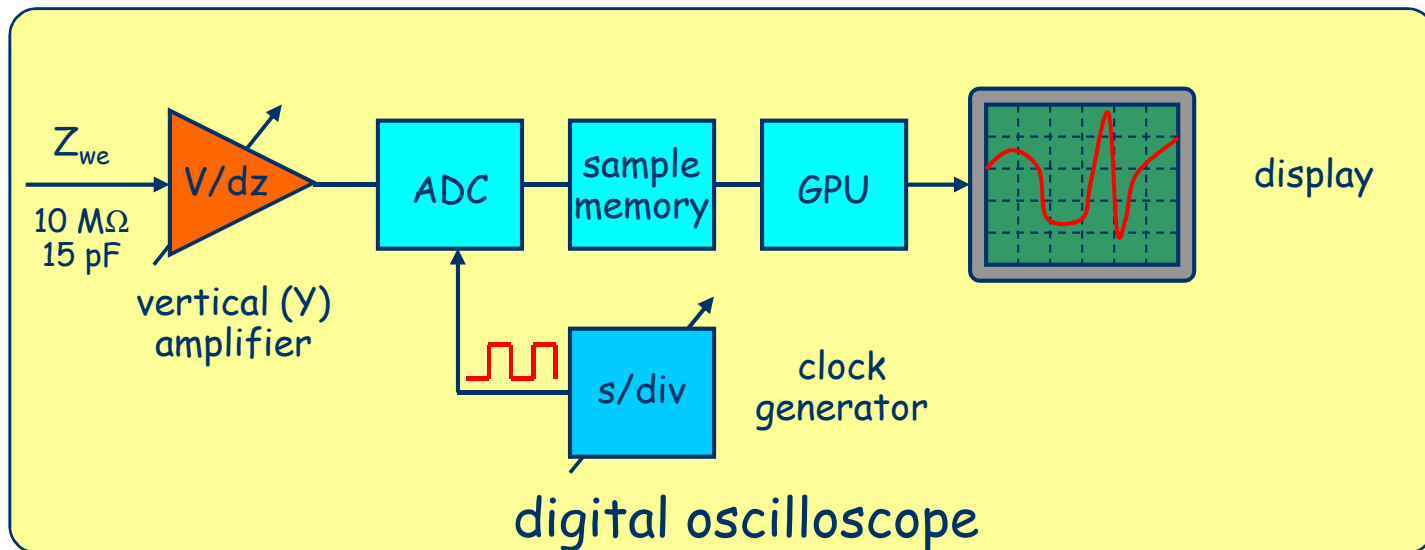 Zwe
10 MΩ
15 pF
V/dz
vertical (Y)
amplifier
ADC
sample
memory
GPU
display
s/div
clock
generator
digital oscilloscope